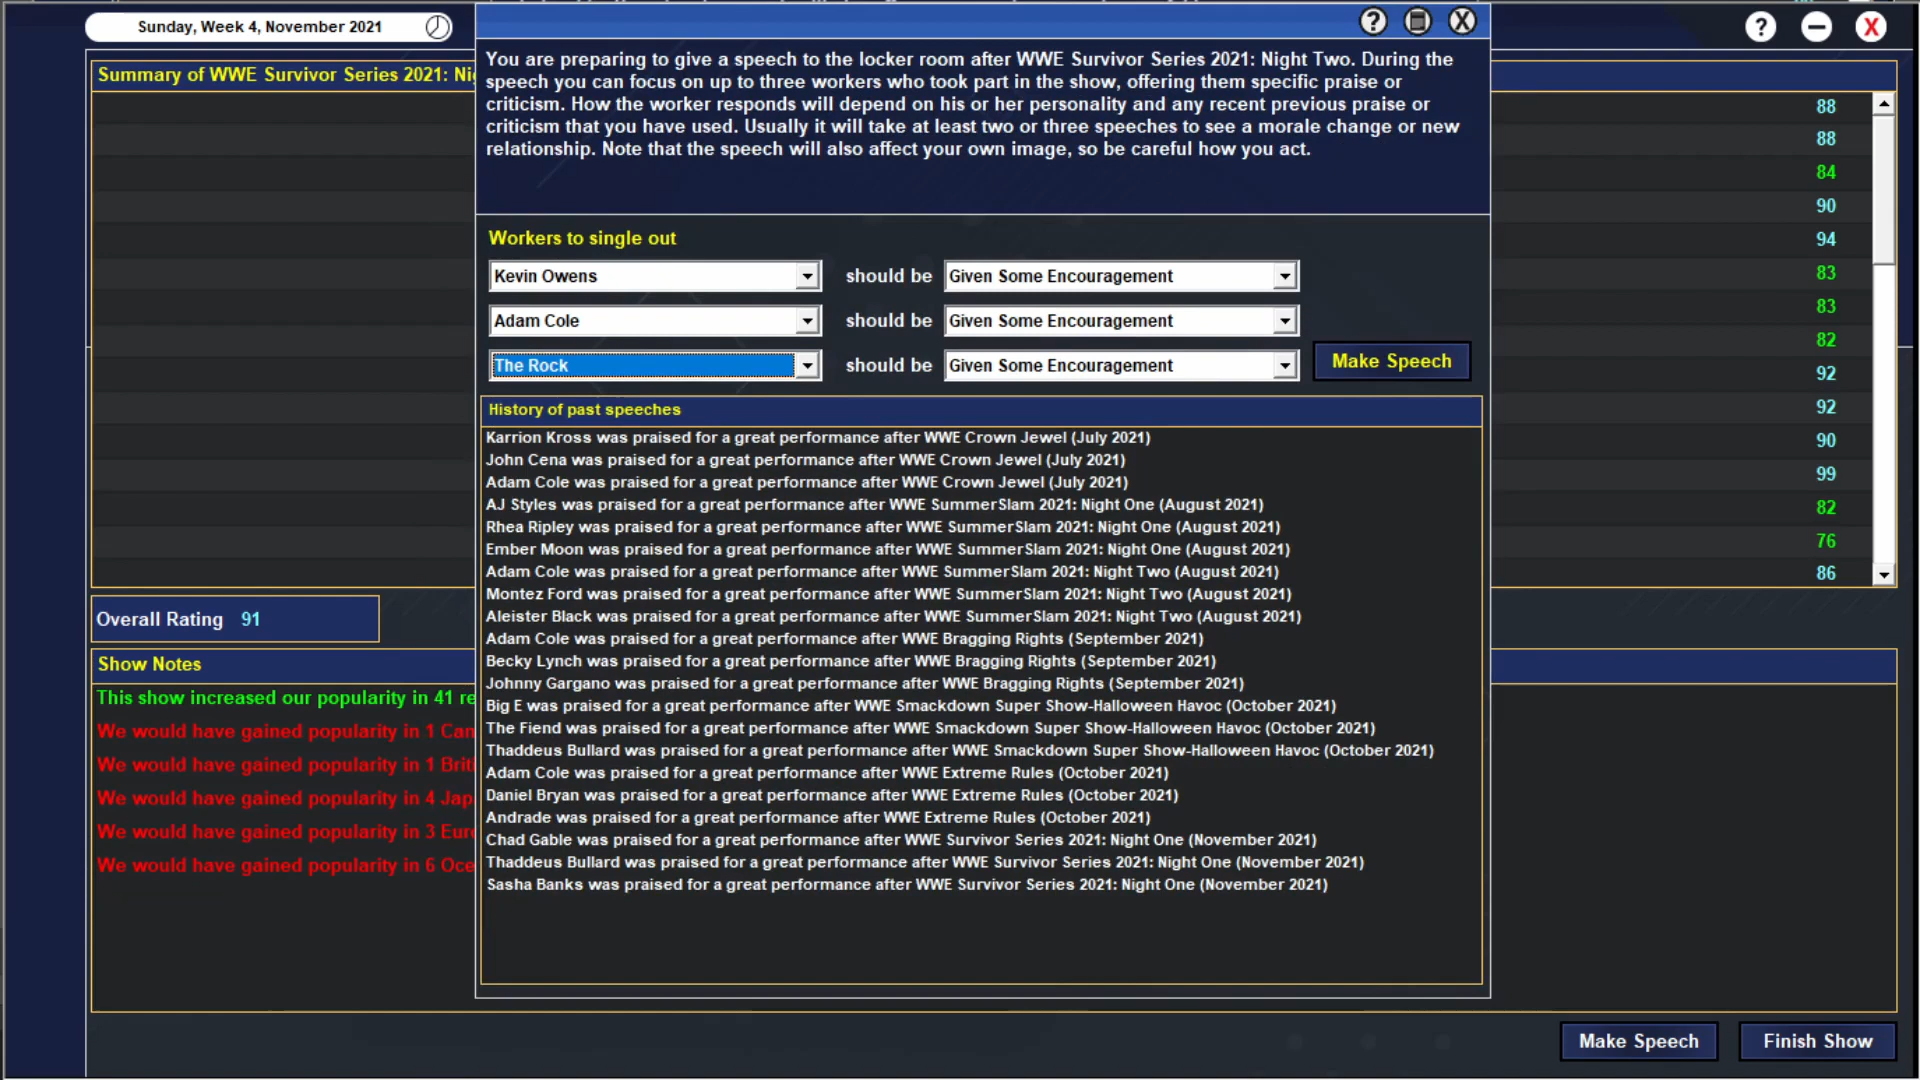 Sunday, Week 4, November 2021
Summary of WWE Survivor Series 2021: Ni
You are preparing to give a speech to the locker room after WWE Survivor Series 2021: Night Two. During the
speech you can focus on up to three workers who took part in the show, offering them specific praise or
criticism. How the worker responds will depend on his or her personality and any recent previous praise or
criticism that you have used. Usually it will take at least two or three speeches to see a morale change or new
relationship. Note that the speech will also affect your own image, so be careful how you act.
Workers to single out
Kevin Owens should be Given Some Encouragement
Adam Cole should be Given Some Encouragement
The Rock should be Given Some Encouragement
Make Speech
History of past speeches
Karrion Kross was praised for a great performance after WWE Crown Jewel (July 2021)
John Cena was praised for a great performance after WWE Crown Jewel (July 2021)
Adam Cole was praised for a great performance after WWE Crown Jewel (July 2021)
AJ Styles was praised for a great performance after WWE SummerSlam 2021: Night One (August 2021)
Rhea Ripley was praised for a great performance after WWE SummerSlam 2021: Night One (August 2021)
Ember Moon was praised for a great performance after WWE SummerSlam 2021: Night One (August 2021)
Adam Cole was praised for a great performance after WWE SummerSlam 2021: Night Two (August 2021)
Montez Ford was praised for a great performance after WWE SummerSlam 2021: Night Two (August 2021)
Aleister Black was praised for a great performance after WWE SummerSlam 2021: Night Two (August 2021)
Adam Cole was praised for a great performance after WWE Bragging Rights (September 2021)
Becky Lynch was praised for a great performance after WWE Bragging Rights (September 2021)
Johnny Gargano was praised for a great performance after WWE Bragging Rights (September 2021)
Big E was praised for a great performance after WWE Smackdown Super Show-Halloween Havoc (October 2021)
The Fiend was praised for a great performance after WWE Smackdown Super Show-Halloween Havoc (October 2021)
Thaddeus Bullard was praised for a great performance after WWE Smackdown Super Show-Halloween Havoc (October 2021)
Adam Cole was praised for a great performance after WWE Extreme Rules (October 2021)
Daniel Bryan was praised for a great performance after WWE Extreme Rules (October 2021)
Andrade was praised for a great performance after WWE Extreme Rules (October 2021)
Chad Gable was praised for a great performance after WWE Survivor Series 2021: Night One (November 2021)
Thaddeus Bullard was praised for a great performance after WWE Survivor Series 2021: Night One (November 2021)
Sasha Banks was praised for a great performance after WWE Survivor Series 2021: Night One (November 2021)
88
88
84
90
94
83
83
82
92
92
90
99
82
76
86
Overall Rating 91
Show Notes
This show increased our popularity in 41 re
We would have gained popularity in 1 Can
We would have gained popularity in 1 Briti
We would have gained popularity in 4 Jap
We would have gained popularity in 3 Eur
We would have gained popularity in 6 Oce
Make Speech
Finish Show